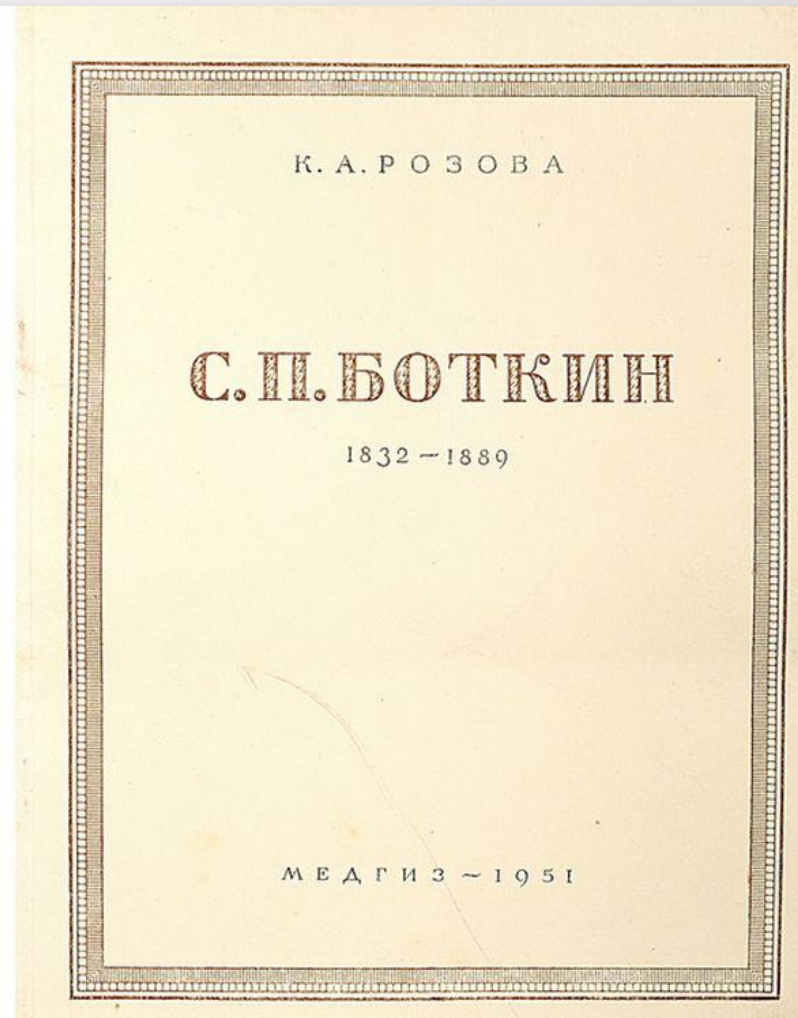 К. А. РОЗОВА
С. П. БОТКИН
1832 — 1889
МЕДГИЗ ~ 1951